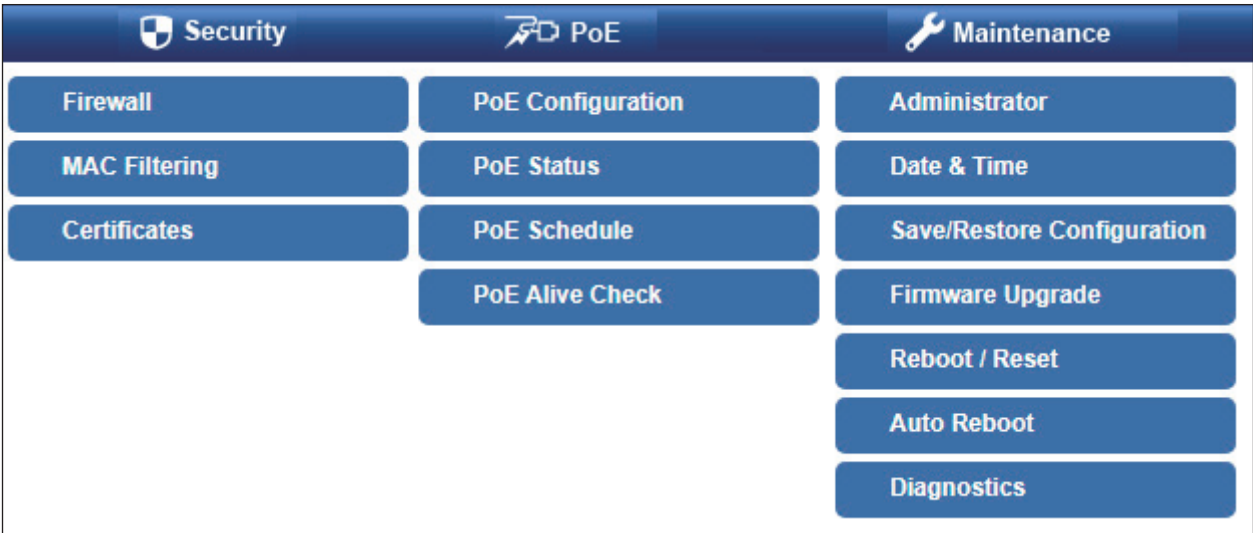 Security
Firewall
MAC Filtering
Certificates
PoE
PoE Configuration
PoE Status
PoE Schedule
PoE Alive Check
Maintenance
Administrator
Date & Time
Save/Restore Configuration
Firmware Upgrade
Reboot / Reset
Auto Reboot
Diagnostics